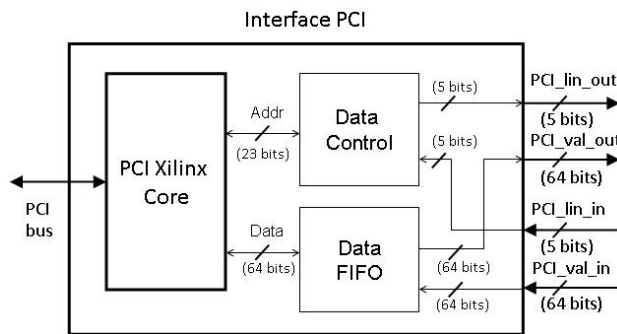 Interface PCI
PCI Xilinx
Core
PCI
bus
Addr
(23 bits)
Data
(64 bits)
Data
Control
Data
FIFO
(5 bits)
(5 bits)
(64 bits)
(64 bits)
PCI_lin_out
(5 bits)
PCI_val_out
(64 bits)
PCI_lin_in
(5 bits)
PCI_val_in
(64 bits)